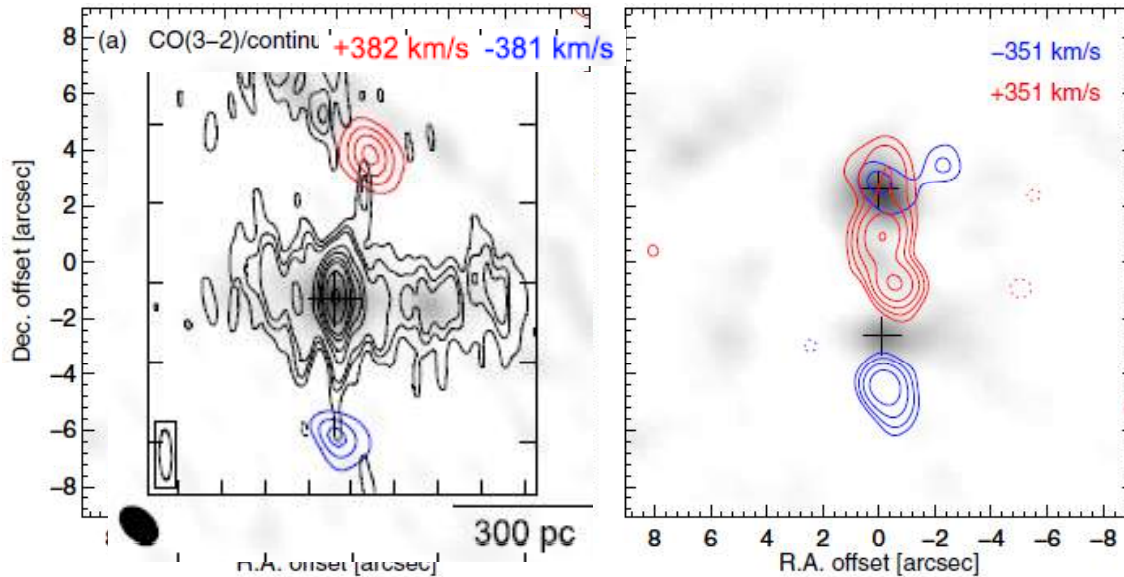 (a) CO(3−2)/continu +382 km/s -381 km/s
8
6
4
2
0
−2
−4
−6
−8
Dec. offset [arcsec]
300 pc
R.A. offset [arcsec]
−351 km/s
+351 km/s
8 6 4 2 0 −2 −4 −6 −8
R.A. offset [arcsec]